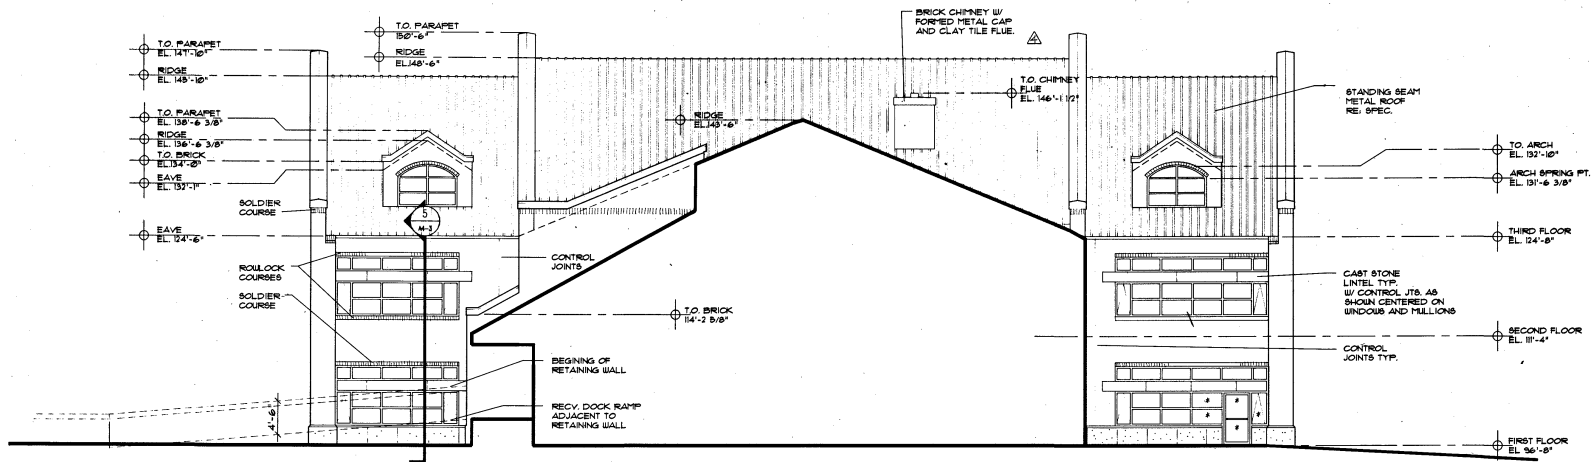 T.O. PARAPET
EL. 147'-10"
RIDGE
EL. 145'-10"
T.O. PARAPET
EL. 138'-6 3/8"
RIDGE
EL. 136'-6 3/8"
T.O. BRICK
EL.134'-0"
EAVE
EL. 132'-1"
SOLDIER
COURSE
EAVE
EL. 124'-6"
ROWLOCK
COURSES
SOLDIER
COURSE
4'-6"
T.O. PARAPET
150'-6"
RIDGE
EL.148'-6"
5
M-3
CONTROL
JOINTS
BEGINING OF
RETAINING WALL
RECV. DOCK RAMP
ADJACENT TO
RETAINING WALL
RIDGE
EL.143'-6"
T.O. BRICK
114'-2 5/8"
BRICK CHIMNEY W/
FORMED METAL CAP
AND CLAY TILE FLUE.
4
T.O. CHIMNEY
FLUE
EL. 146'-1 1/2"
STANDING SEAM
METAL ROOF
RE: SPEC.
TO. ARCH
EL. 132'-10"
ARCH SPRING PT.
EL. 131'-6 3/8"
THIRD FLOOR
EL. 124'-8"
CAST STONE
LINTEL TYP.
W/ CONTROL JTS. AS
SHOWN CENTERED ON
WINDOWS AND MULLIONS
SECOND FLOOR
EL. 111'-4"
CONTROL
JOINTS TYP.
FIRST FLOOR
EL 96'-8"